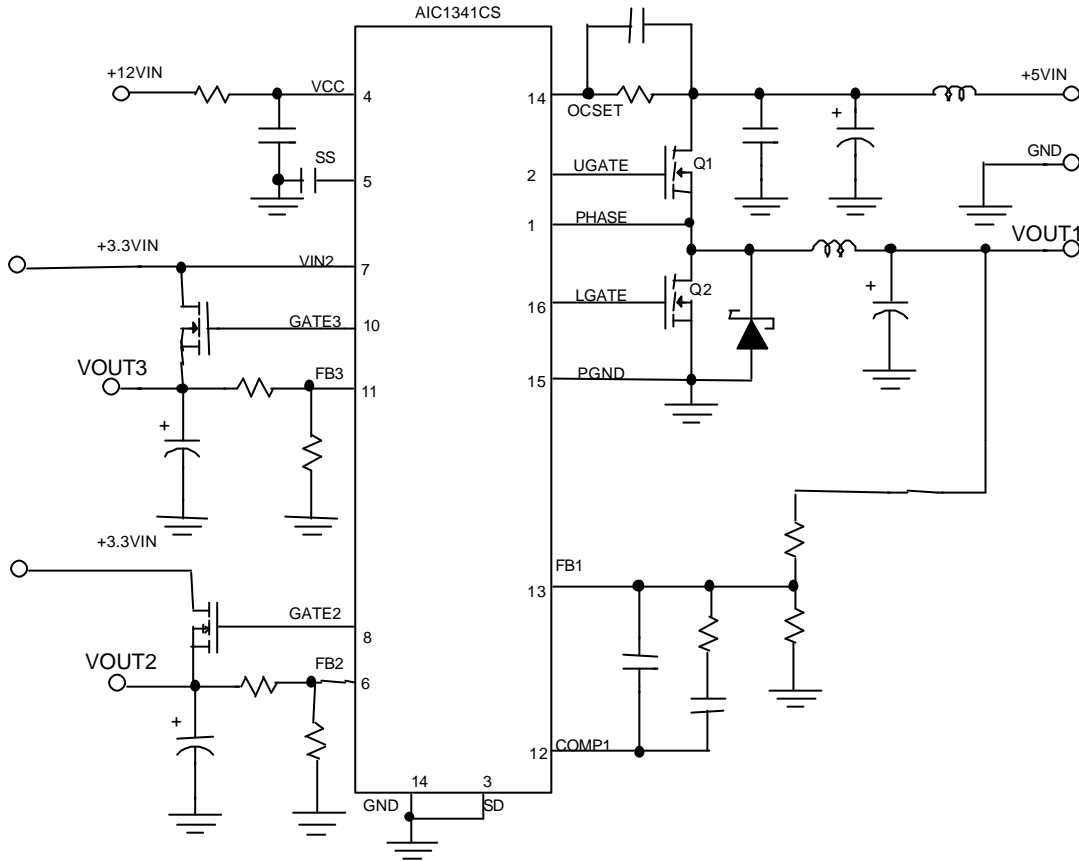 AIC1341CS
+12VIN
VCC
4
SS
5
+3.3VIN
VIN2
7
GATE3
10
VOUT3
FB3
11
+
+3.3VIN
GATE2
8
VOUT2
FB2
6
+
14
3
GND
SD
14
OCSET
+5VIN
+
GND
UGATE
2
Q1
PHASE
1
VOUT1
LGATE
16
Q2
+
PGND
15
FB1
13
COMP1
12